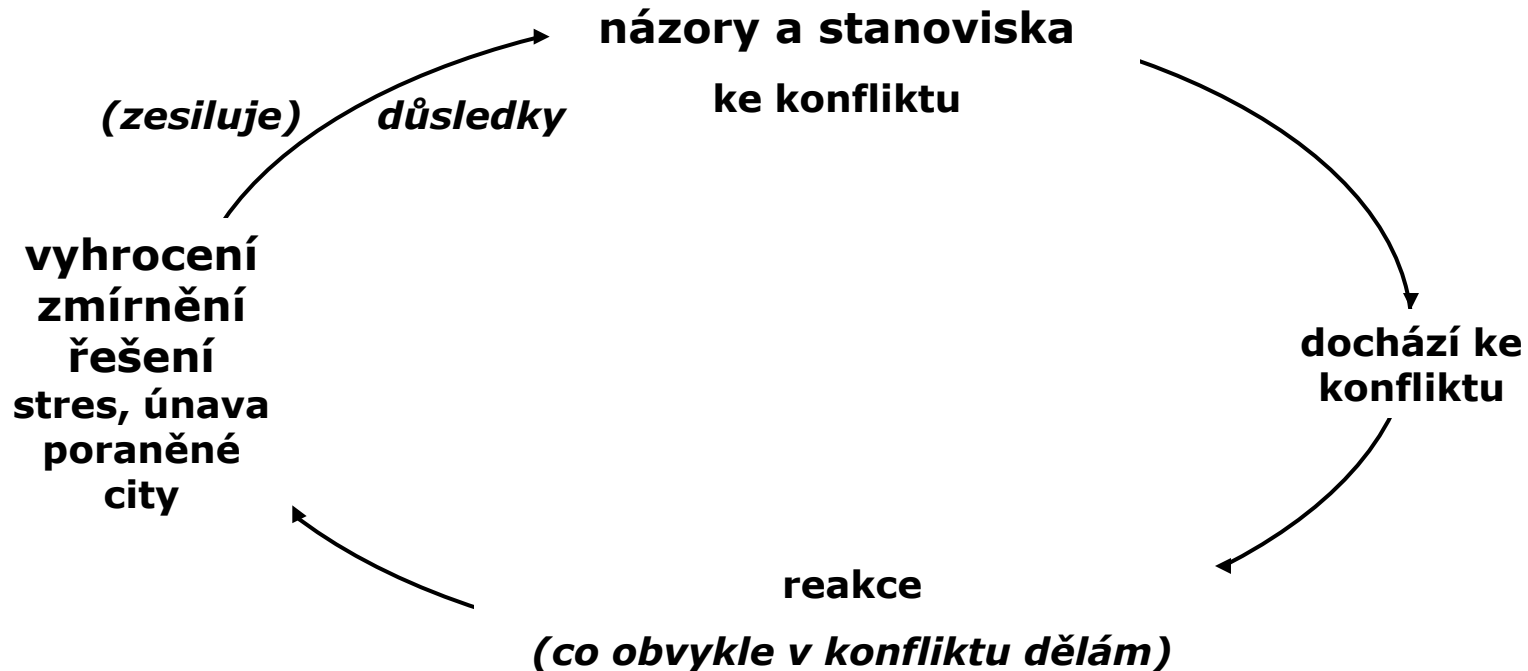 názory a stanoviska
ke konfliktu
(zesiluje) důsledky
vyhrocení
zmírnění
řešení
stres, únava
poraněné
city
dochází ke
konfliktu
reakce
(co obvykle v konfliktu dělám)